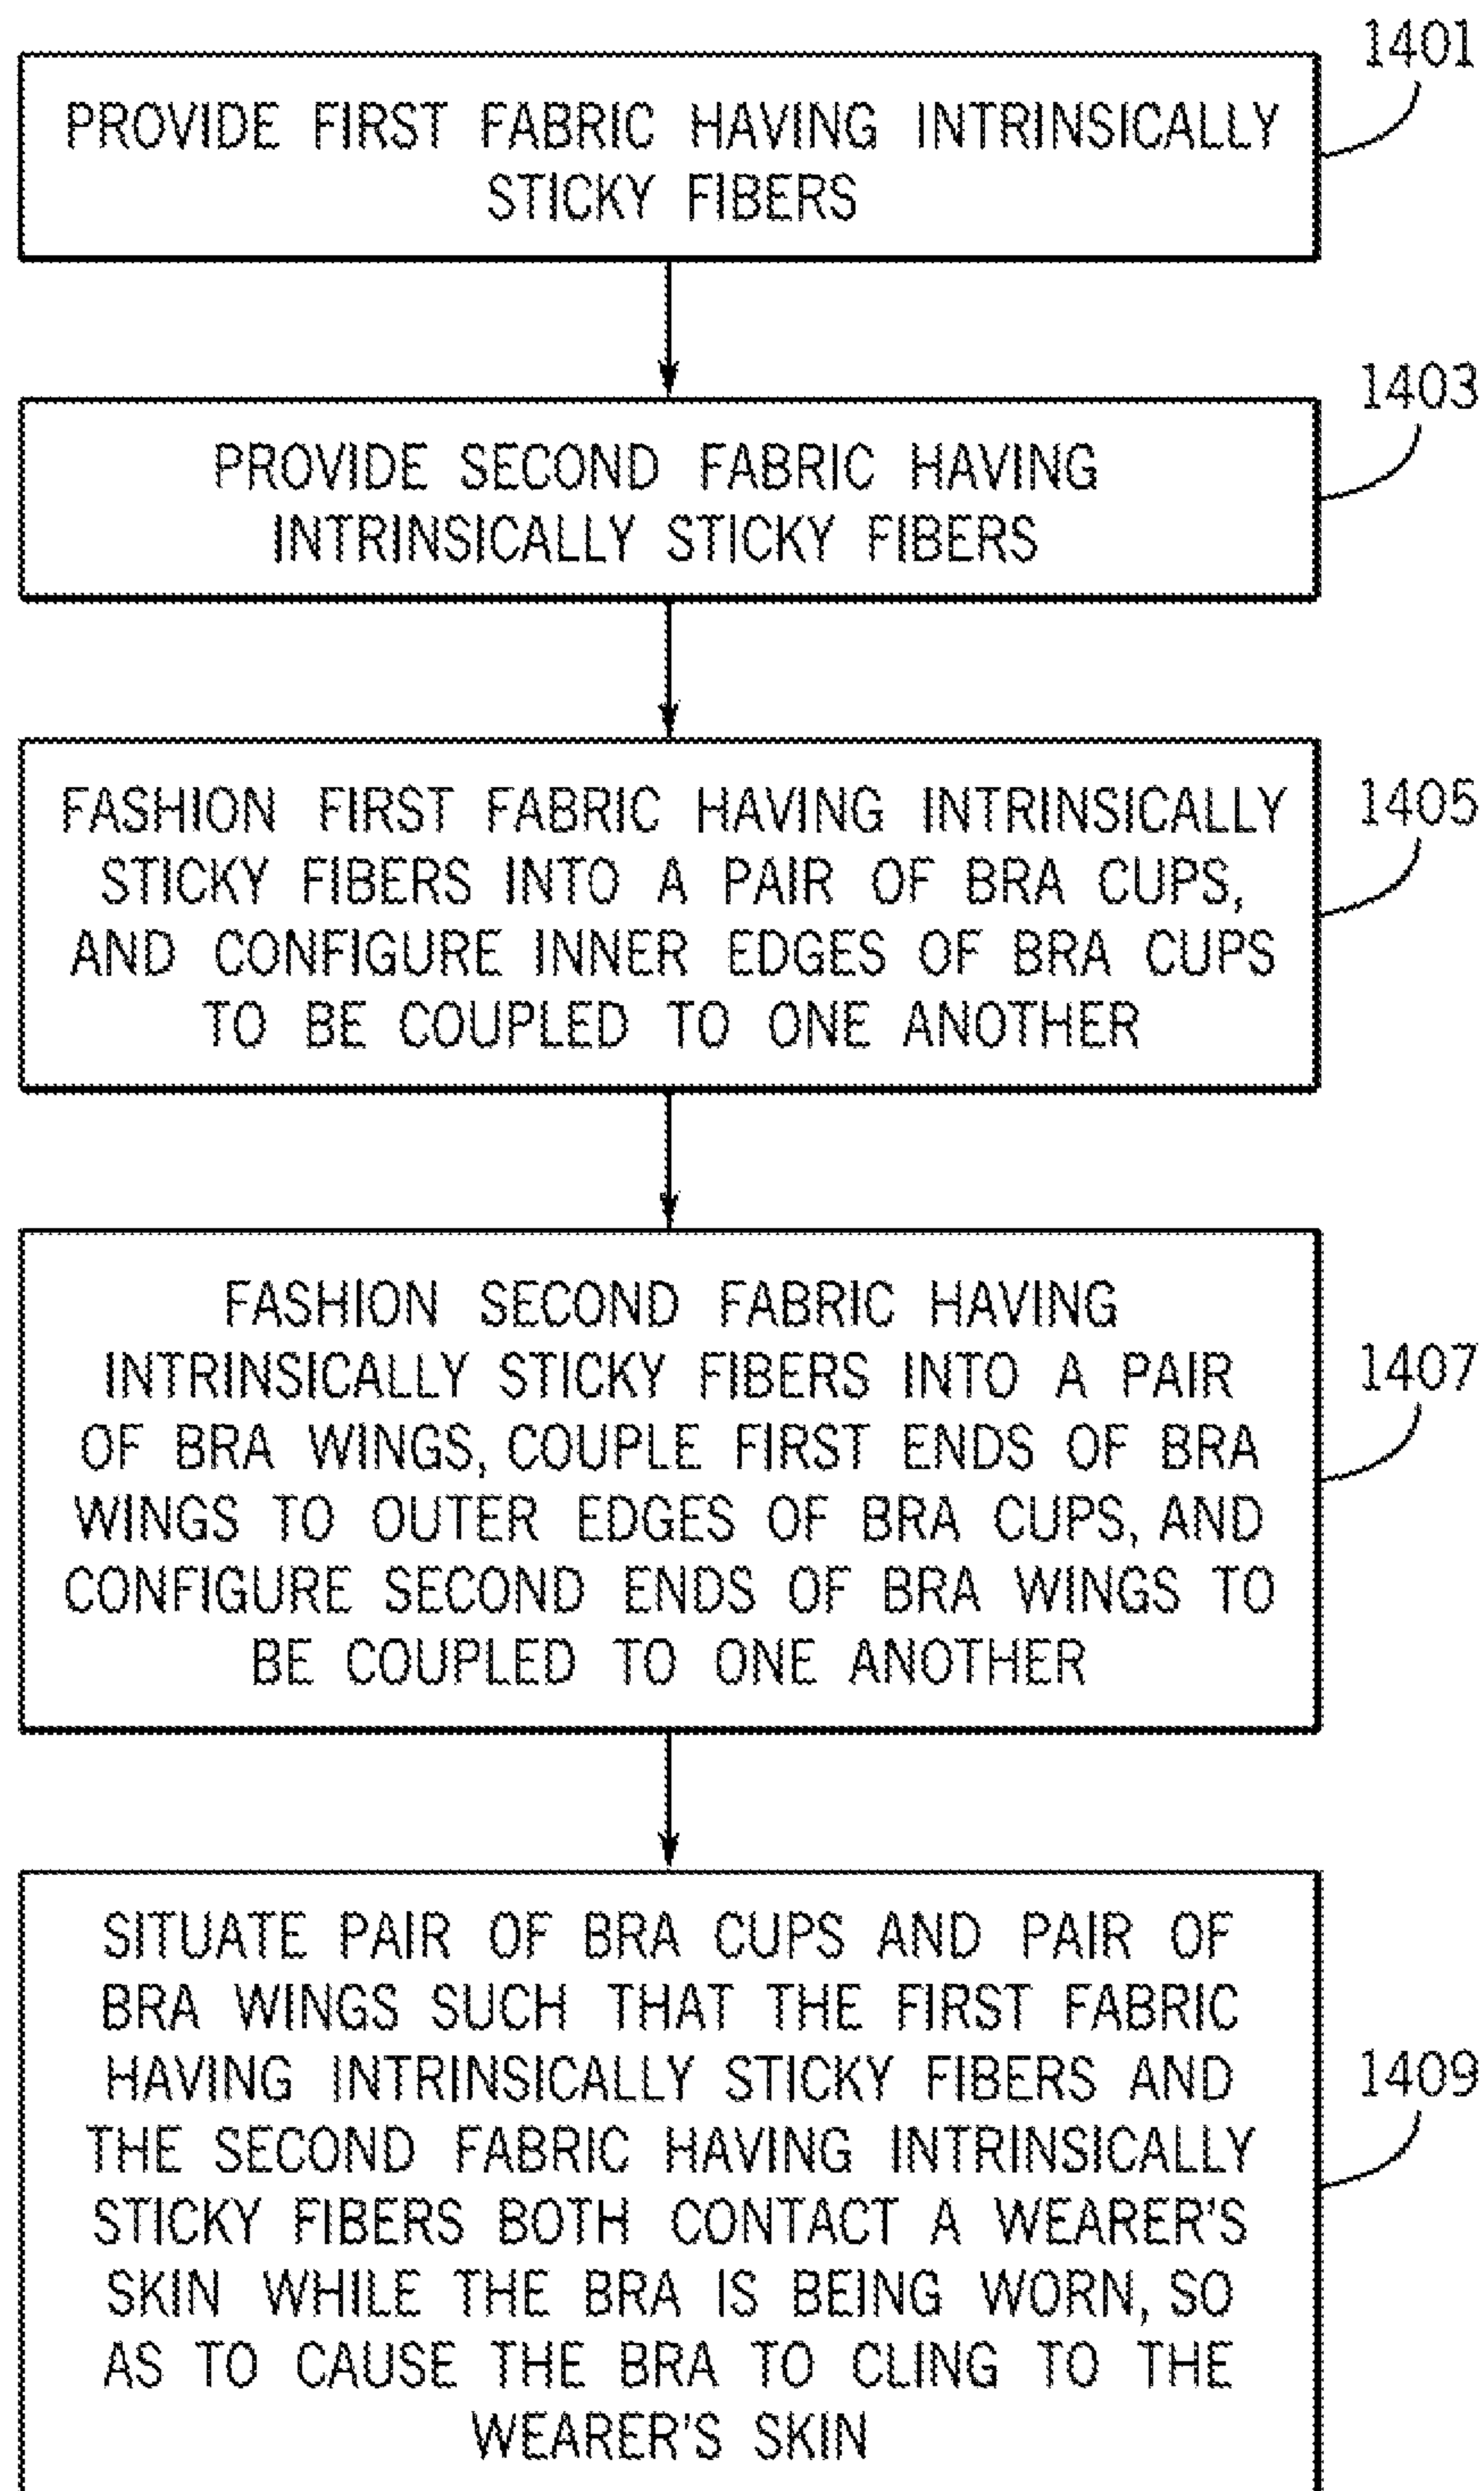 1401
PROVIDE FIRST FABRIC HAVING INTRINSICALLY
STICKY FIBERS
1403
PROVIDE SECOND FABRIC HAVING
INTRINSICALLY STICKY FIBERS
1405
FASHION FIRST FABRIC HAVING INTRINSICALLY
STICKY FIBERS INTO A PAIR OF BRA CUPS,
AND CONFIGURE INNER EDGES OF BRA CUPS
TO BE COUPLED TO ONE ANOTHER
1407
FASHION SECOND FABRIC HAVING
INTRINSICALLY STICKY FIBERS INTO A PAIR
OF BRA WINGS, COUPLE FIRST ENDS OF BRA
WINGS TO OUTER EDGES OF BRA CUPS, AND
CONFIGURE SECOND ENDS OF BRA WINGS TO
BE COUPLED TO ONE ANOTHER
1409
SITUATE PAIR OF BRA CUPS AND PAIR OF
BRA WINGS SUCH THAT THE FIRST FABRIC
HAVING INTRINSICALLY STICKY FIBERS AND
THE SECOND FABRIC HAVING INTRINSICALLY
STICKY FIBERS BOTH CONTACT A WEARER'S
SKIN WHILE THE BRA IS BEING WORN, SO
AS TO CAUSE THE BRA TO CLING TO THE
WEARER'S SKIN